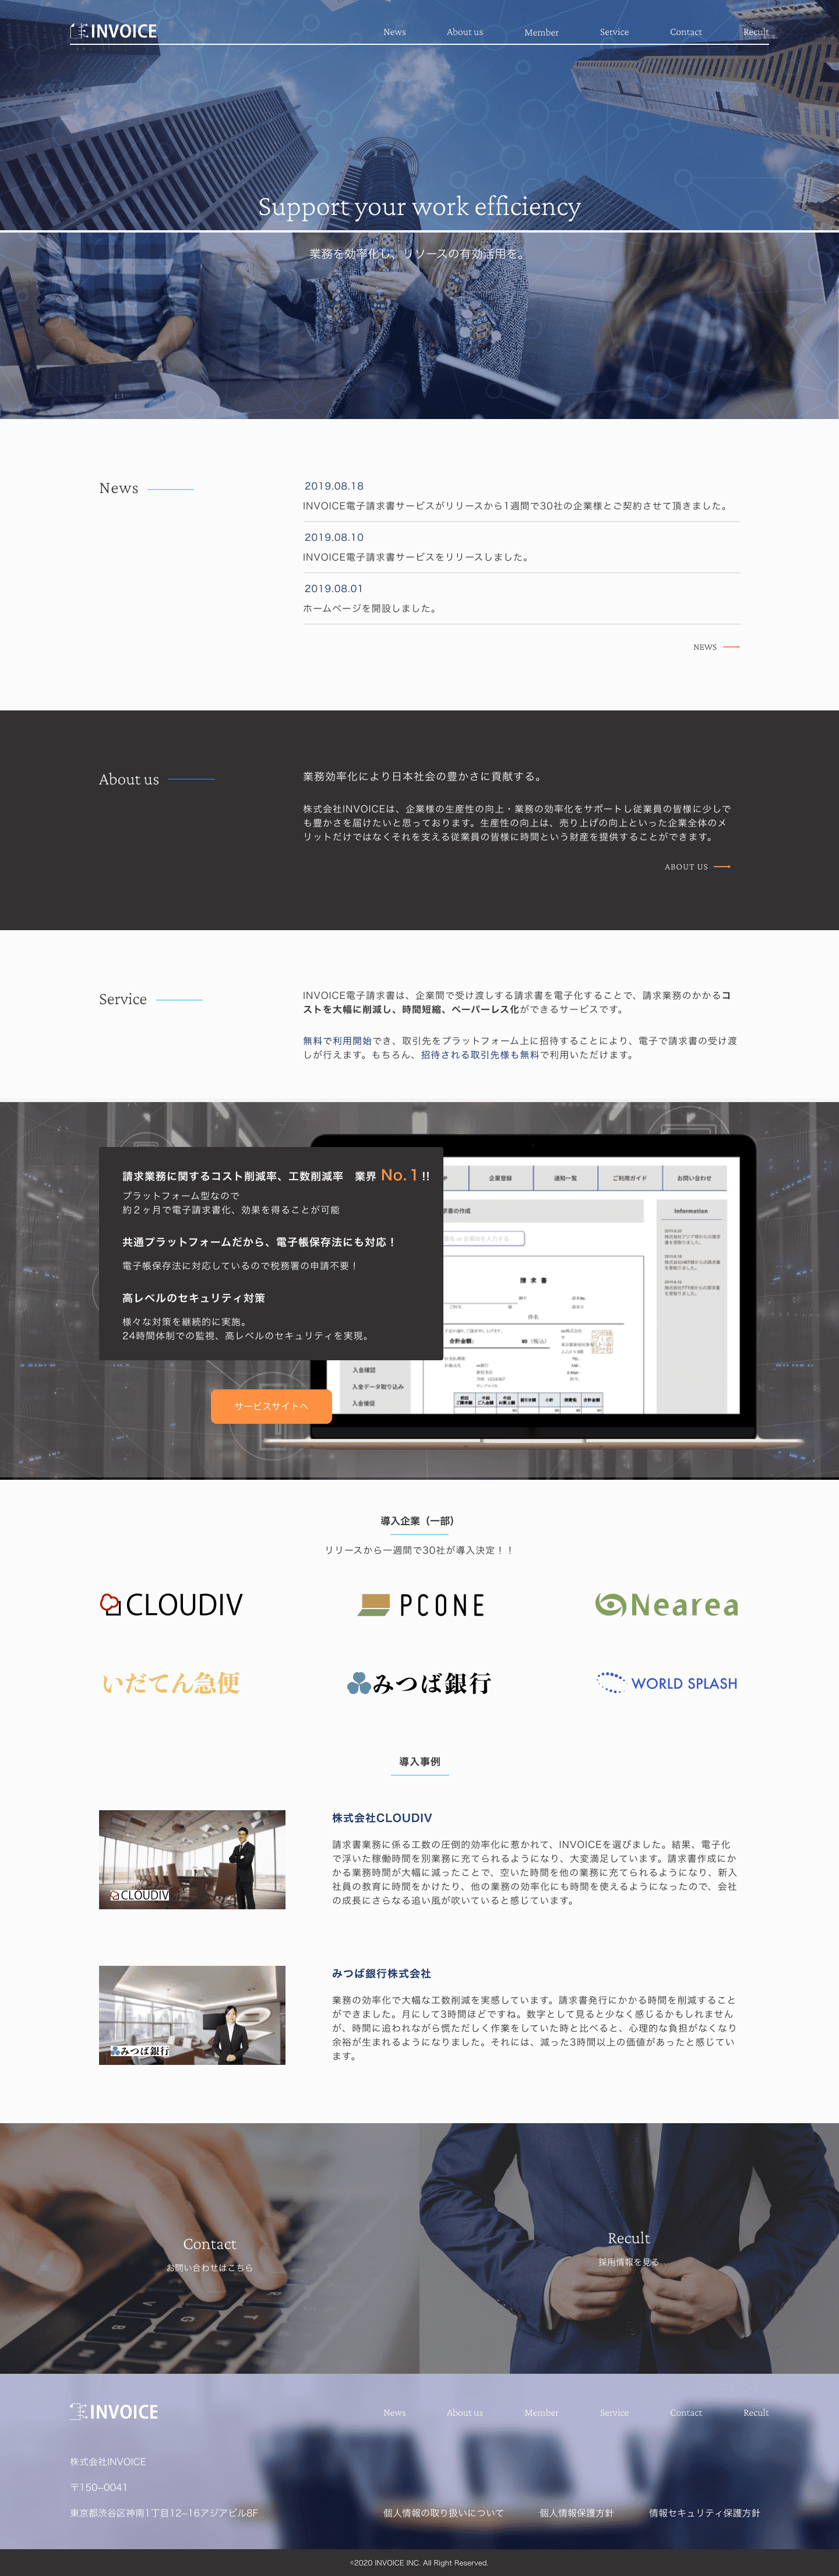 INVOICE
News
About us
Member
Service
Contact
Recult
Support your work efficiency
業務を効率化し、リソースの有効活用を。
News
2019.08.18
INVOICE電子請求書サービスがリリースから1週間で30社の企業様とご契約させて頂きました。
2019.08.10
INVOICE電子請求書サービスをリリースしました。
2019.08.01
ホームページを開設しました。
NEWS
About us
業務効率化により日本社会の豊かさに貢献する。
株式会社INVOICEは、企業様の生産性の向上・業務の効率化をサポートし従業員の皆様に少しで
も豊かさを届けたいと思っております。生産性の向上は、売り上げの向上といった企業全体のメ
リットだけではなくそれを支える従業員の皆様に時間という財産を提供することができます。
ABOUT US
Service
INVOICE電子請求書は、企業間で受け渡しする請求書を電子化することで、請求業務のかかるコ
ストを大幅に削減し、時間短縮、ペーパーレス化ができるサービスです。
無料で利用開始でき、取引先をプラットフォーム上に招待することにより、電子で請求書の受け渡
しが行えます。もちろん、招待される取引先様も無料で利用いただけます。
請求業務に関するコスト削減率、工数削減率 業界 No.1 !!
プラットフォーム型なので
約２ヶ月で電子請求書化、効果を得ることが可能
共通プラットフォームだから、電子帳保存法にも対応！
電子帳保存法に対応しているので税務署の申請不要！
高レベルのセキュリティ対策
様々な対策を継続的に実施。
24時間体制での監視、高レベルのセキュリティを実現。
サービスサイトへ
企業登録
通知一覧
ご利用ガイド
お問い合わせ
書の作成
Information
請 求 書
件名
合計金額:
¥0（税込）
入金確認
入金データ取り込み
入金催促
導入企業（一部）
リリースから一週間で30社が導入決定！！
CLOUDIV
PCONE
Nearea
いだてん急便
みつば銀行
WORLD SPLASH
導入事例
CLOUDIV
株式会社CLOUDIV
請求書業務に係る工数の圧倒的効率化に惹かれて、INVOICEを選びました。結果、電子化
で浮いた稼働時間を別業務に充てられるようになり、大変満足しています。請求書作成にか
かる業務時間が大幅に減ったことで、空いた時間を他の業務に充てられるようになり、新入
社員の教育に時間をかけたり、他の業務の効率化にも時間を使えるようになったので、会社
の成長にさらなる追い風が吹いていると感じています。
みつば銀行
みつば銀行株式会社
業務の効率化で大幅な工数削減を実感しています。請求書発行にかかる時間を削減すること
ができました。月にして3時間ほどですね。数字として見ると少なく感じるかもしれません
が、時間に追われながら慌ただしく作業をしていた時と比べると、心理的な負担がなくなり
余裕が生まれるようになりました。それには、減った3時間以上の価値があったと感じてい
ます。
Contact
お問い合わせはこちら
Recult
採用情報を見る
INVOICE
News
About us
Member
Service
Contact
Recult
株式会社INVOICE
〒150-0041
東京都渋谷区神南1丁目12-16アジアビル8F
個人情報の取り扱いについて
個人情報保護方針
情報セキュリティ保護方針
©2020 INVOICE INC. All Right Reserved.